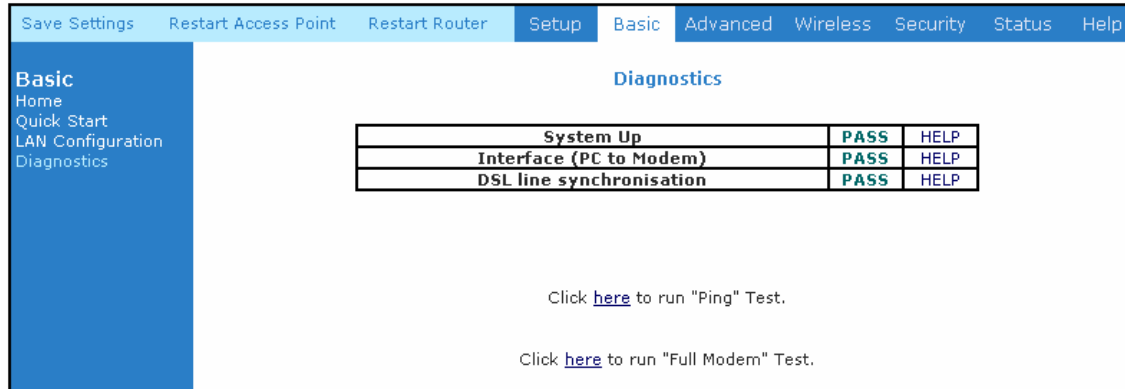 Save Settings Restart Access Point Restart Router Setup Basic Advanced Wireless Security Status Help
Basic
Home
Quick Start
LAN Configuration
Diagnostics
Diagnostics
System Up PASS HELP
Interface (PC to Modem) PASS HELP
DSL line synchronisation PASS HELP
Click here to run "Ping" Test.
Click here to run "Full Modem" Test.